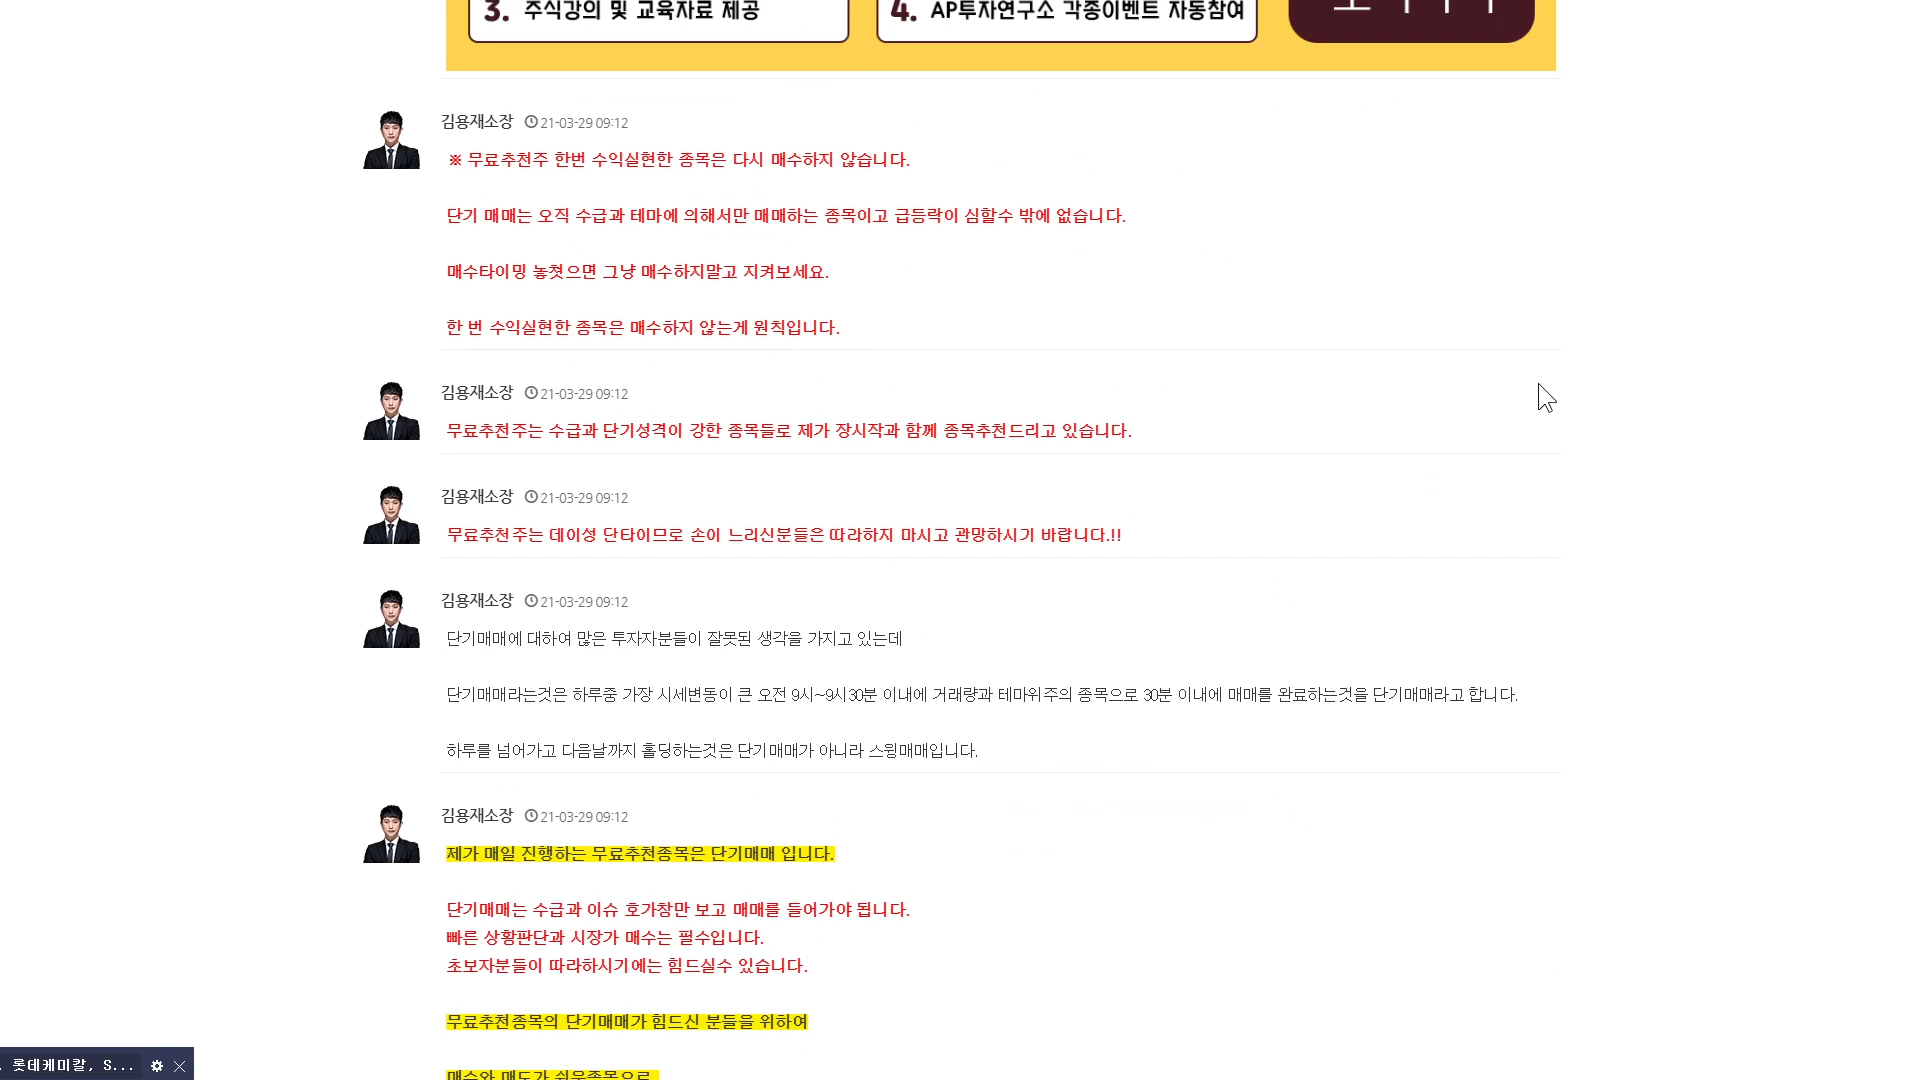 3. 주식강의 및 교육자료 제공
4. AP투자연구소 각종이벤트 자동참여
김용재소장 21-03-29 09:12
※ 무료추천주 한번 수익실현한 종목은 다시 매수하지 않습니다.
단기 매매는 오직 수급과 테마에 의해서만 매매하는 종목이고 급등락이 심할수 밖에 없습니다.
매수타이밍 놓쳣으면 그냥 매수하지말고 지켜보세요.
한 번 수익실현한 종목은 매수하지 않는게 원칙입니다.
김용재소장 21-03-29 09:12
무료추천주는 수급과 단기성격이 강한 종목들로 제가 장시작과 함께 종목추천드리고 있습니다.
김용재소장 21-03-29 09:12
무료추천주는 데이성 단타이므로 손이 느리신분들은 따라하지 마시고 관망하시기 바랍니다.!!
김용재소장 21-03-29 09:12
단기매매에 대하여 많은 투자자분들이 잘못된 생각을 가지고 있는데
단기매매라는것은 하루중 가장 시세변동이 큰 오전 9시~9시30분 이내에 거래량과 테마위주의 종목으로 30분 이내에 매매를 완료하는것을 단기매매라고 합니다.
하루를 넘어가고 다음날까지 홀딩하는것은 단기매매가 아니라 스윙매매입니다.
김용재소장 21-03-29 09:12
제가 매일 진행하는 무료추천종목은 단기매매 입니다.
단기매매는 수급과 이슈 호가창만 보고 매매를 들어가야 됩니다.
빠른 상황판단과 시장가 매수는 필수입니다.
초보자분들이 따라하시기에는 힘드실수 있습니다.
무료추천종목의 단기매매가 힘드신 분들을 위하여
매수와 매도가 쉬운종목으로
. 롯데케미칼, S...